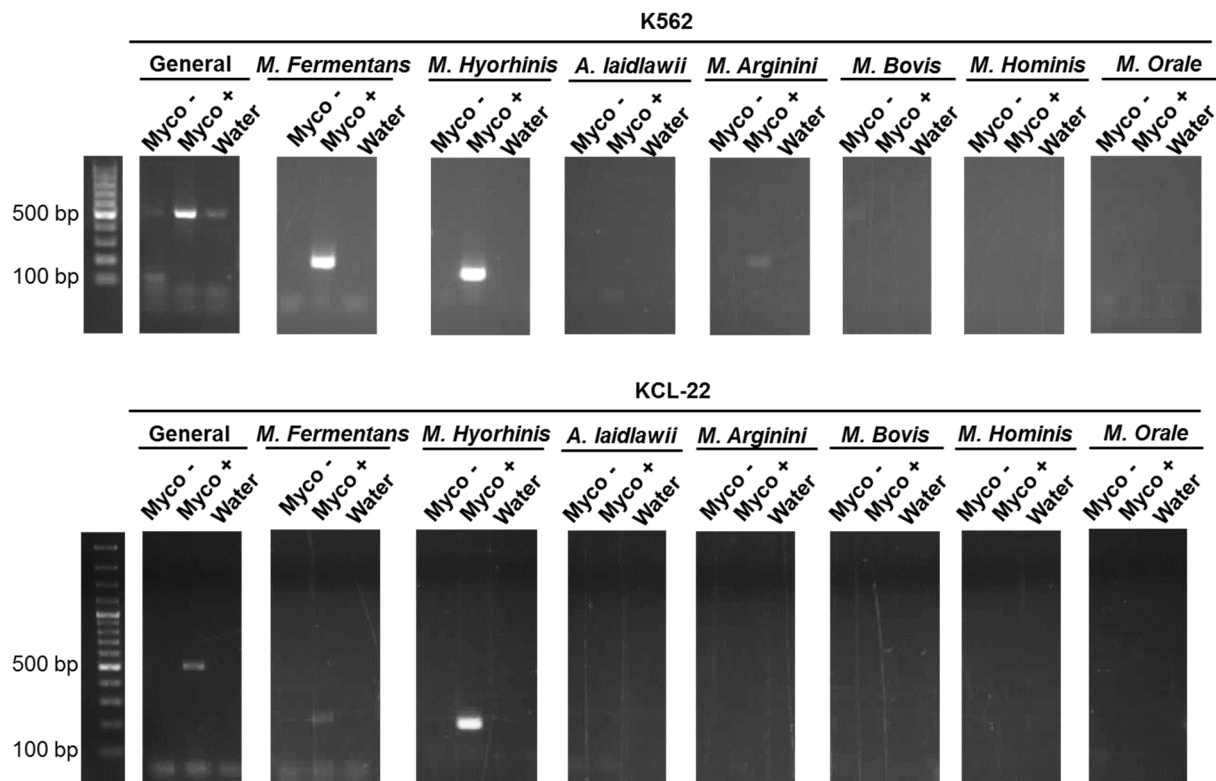 K562
General M. Fermentans M. Hyorhinis A. laidlawii M. Arginini M. Bovis M. Hominis M. Orale
Myco - Myco + Water Myco - Myco + Water Myco - Myco + Water Myco - Myco + Water Myco - Myco + Water Myco - Myco + Water Myco - Myco + Water Myco - Myco + Water
500 bp
100 bp
KCL-22
General M. Fermentans M. Hyorhinis A. laidlawii M. Arginini M. Bovis M. Hominis M. Orale
Myco - Myco + Water Myco - Myco + Water Myco - Myco + Water Myco - Myco + Water Myco - Myco + Water Myco - Myco + Water Myco - Myco + Water Myco - Myco + Water
500 bp
100 bp